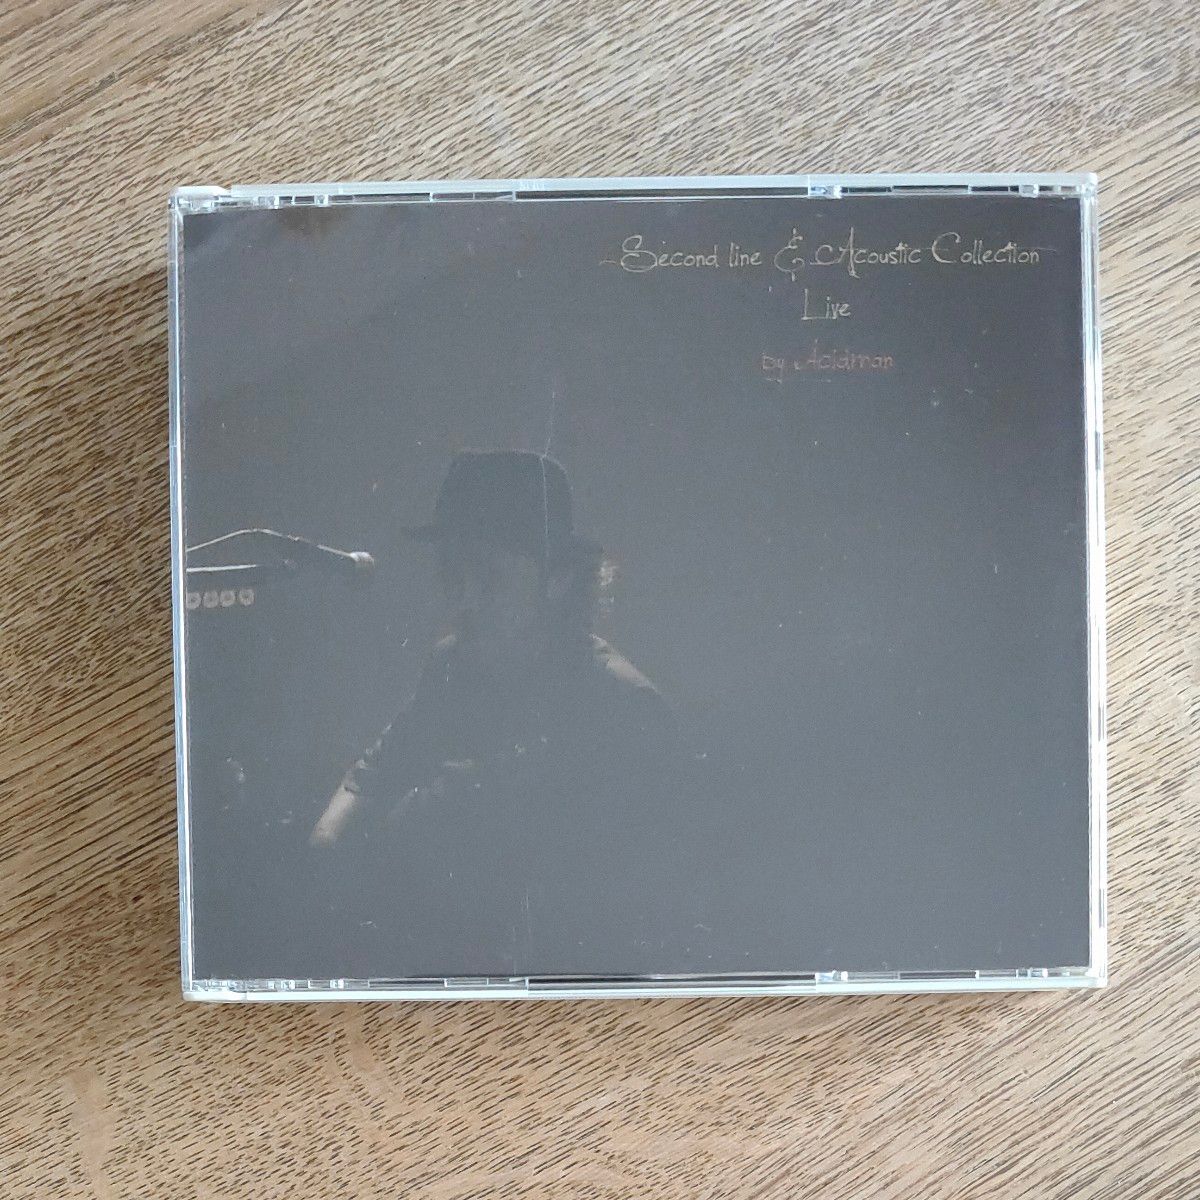 Second line & Acoustic Collection
Live
by Acidman